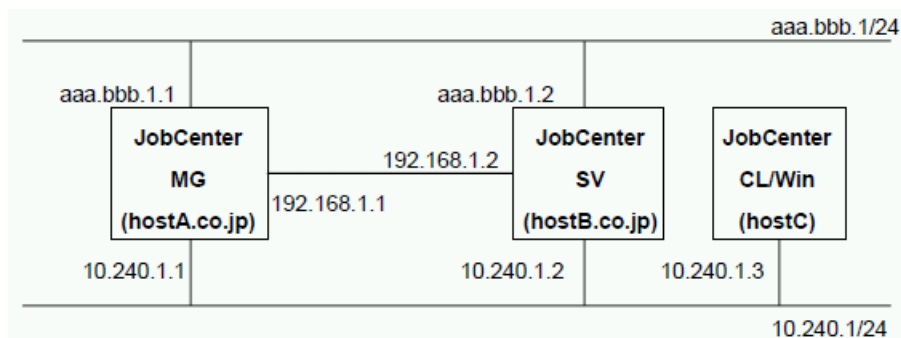 aaa.bbb.1/24
aaa.bbb.1.1
aaa.bbb.1.2
JobCenter
MG
(hostA.co.jp)
192.168.1.2
192.168.1.1
JobCenter
SV
(hostB.co.jp)
JobCenter
CL/Win
(hostC)
10.240.1.1
10.240.1.2
10.240.1.3
10.240.1/24